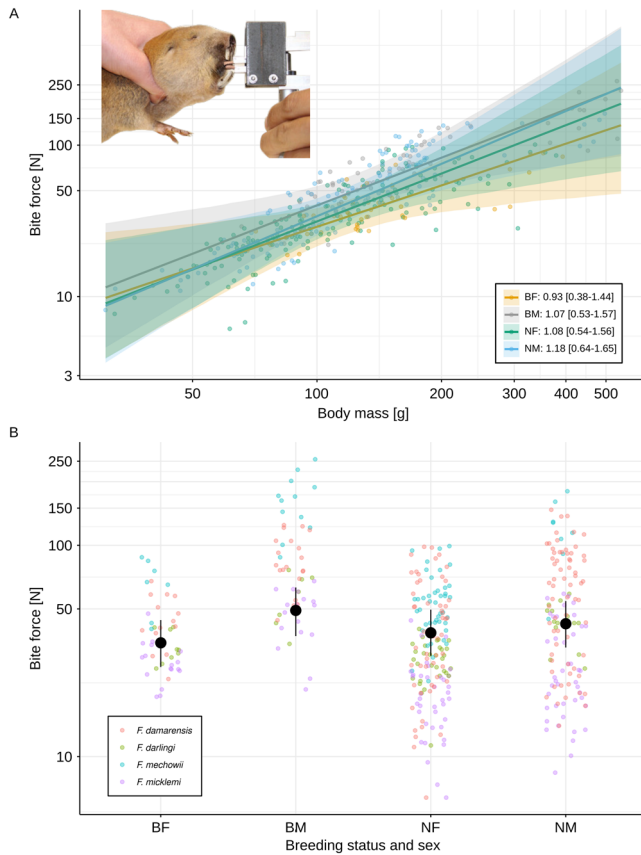 A
Bite force [N]
250
150
100
50
10
3
BF: 0.93 [0.38-1.44]
BM: 1.07 [0.53-1.57]
NF: 1.08 [0.54-1.56]
NM: 1.18 [0.64-1.65]
50 100 200 300 400 500
Body mass [g]
B
Bite force [N]
250
150
100
50
10
F. damarensis
F. darlingi
F. mechowii
F. micklemi
BF BM NF NM
Breeding status and sex